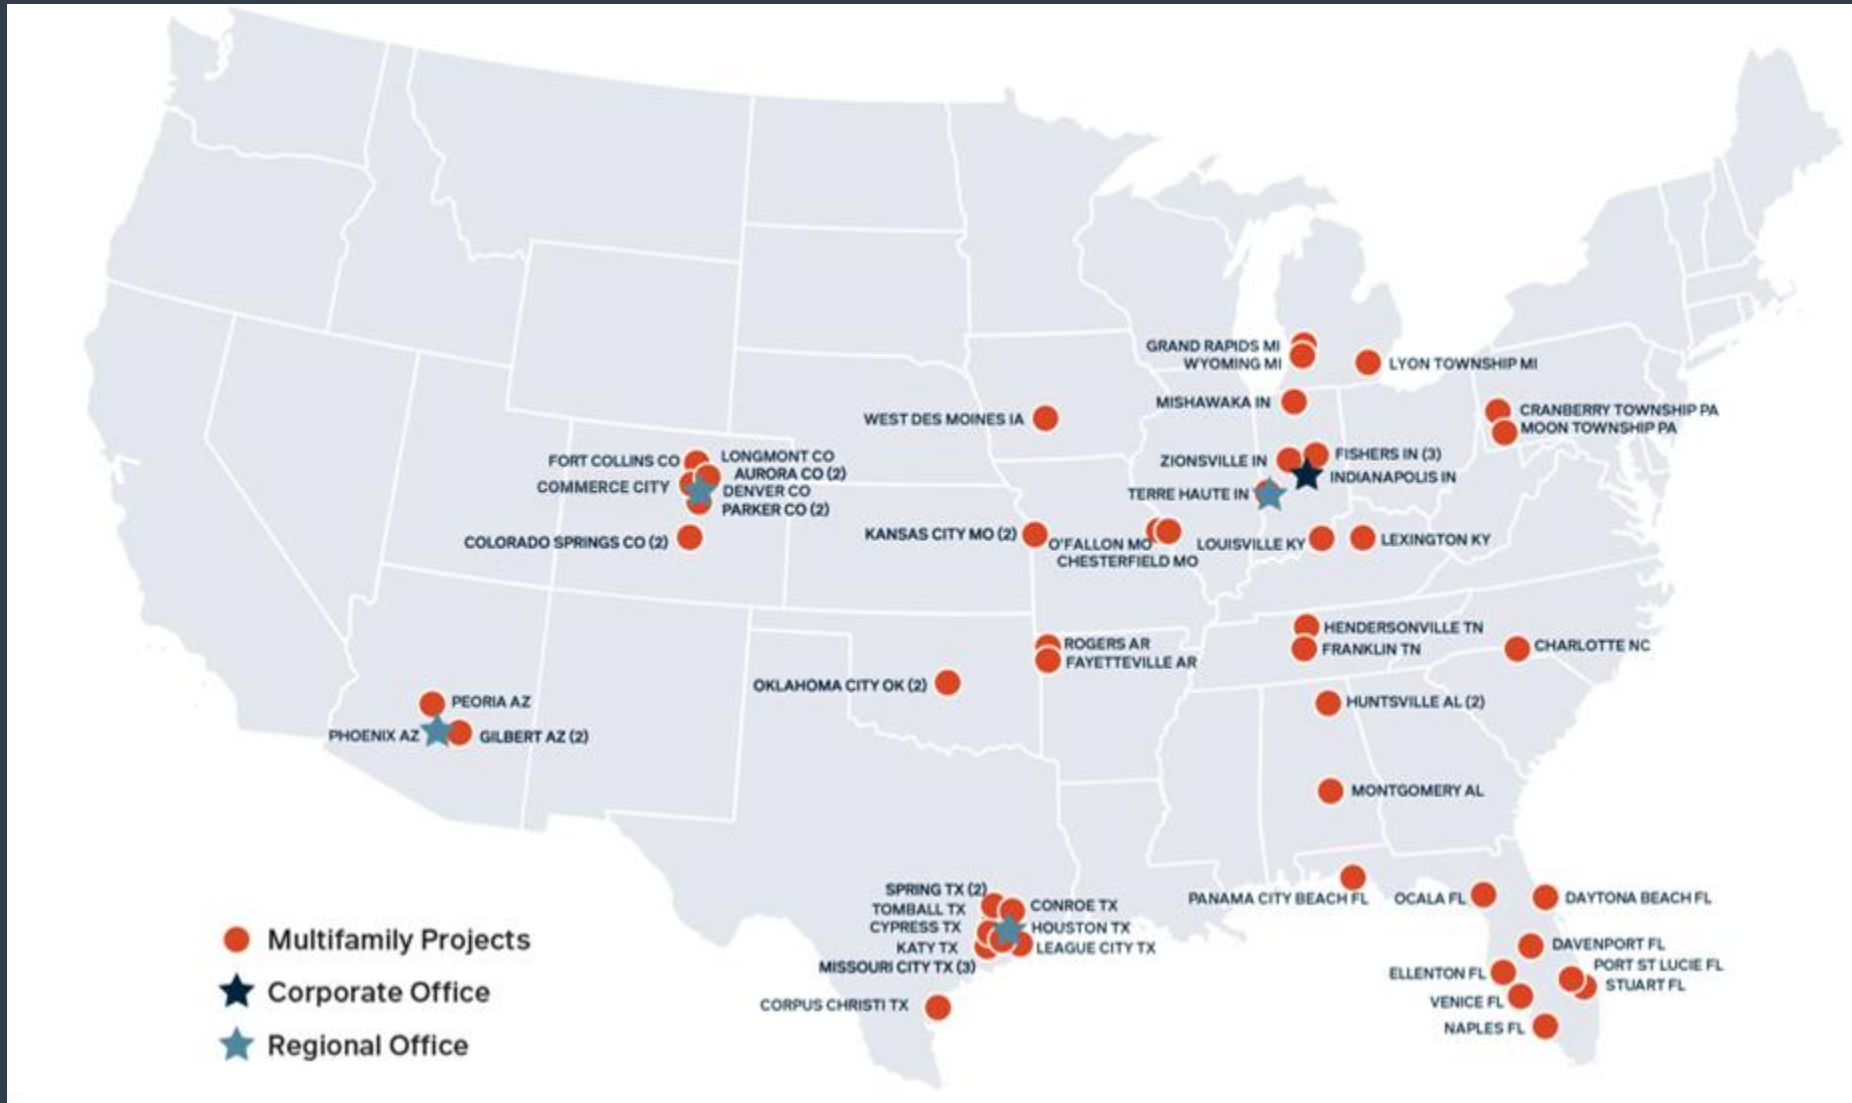 GRAND RAPIDS MI
WYOMING MI
LYON TOWNSHIP MI
MISHAWAKA IN
WEST DES MOINES IA
CRANBERRY TOWNSHIP PA
MOON TOWNSHIP PA
FORT COLLINS CO
LONGMONT CO
AURORA CO (2)
COMMERCE CITY
DENVER CO
PARKER CO (2)
COLORADO SPRINGS CO (2)
ZIONSVILLE IN
FISHERS IN (3)
INDIANAPOLIS IN
TERRE HAUTE IN
KANSAS CITY MO (2)
O'FALLON MO
CHESTERFIELD MO
LOUISVILLE KY
LEXINGTON KY
HENDERSONVILLE TN
FRANKLIN TN
CHARLOTTE NC
ROGERS AR
FAYETTEVILLE AR
OKLAHOMA CITY OK (2)
PEORIA AZ
PHOENIX AZ
GILBERT AZ (2)
HUNTSVILLE AL (2)
MONTGOMERY AL
SPRING TX (2)
TOMBALL TX
CONROE TX
CYPRESS TX
HOUSTON TX
KATY TX
LEAGUE CITY TX
MISSOURI CITY TX (3)
CORPUS CHRISTI TX
PANAMA CITY BEACH FL
OCALA FL
DAYTONA BEACH FL
DAVENPORT FL
PORT ST LUCIE FL
ELLENTON FL
STUART FL
VENICE FL
NAPLES FL
Multifamily Projects
Corporate Office
Regional Office